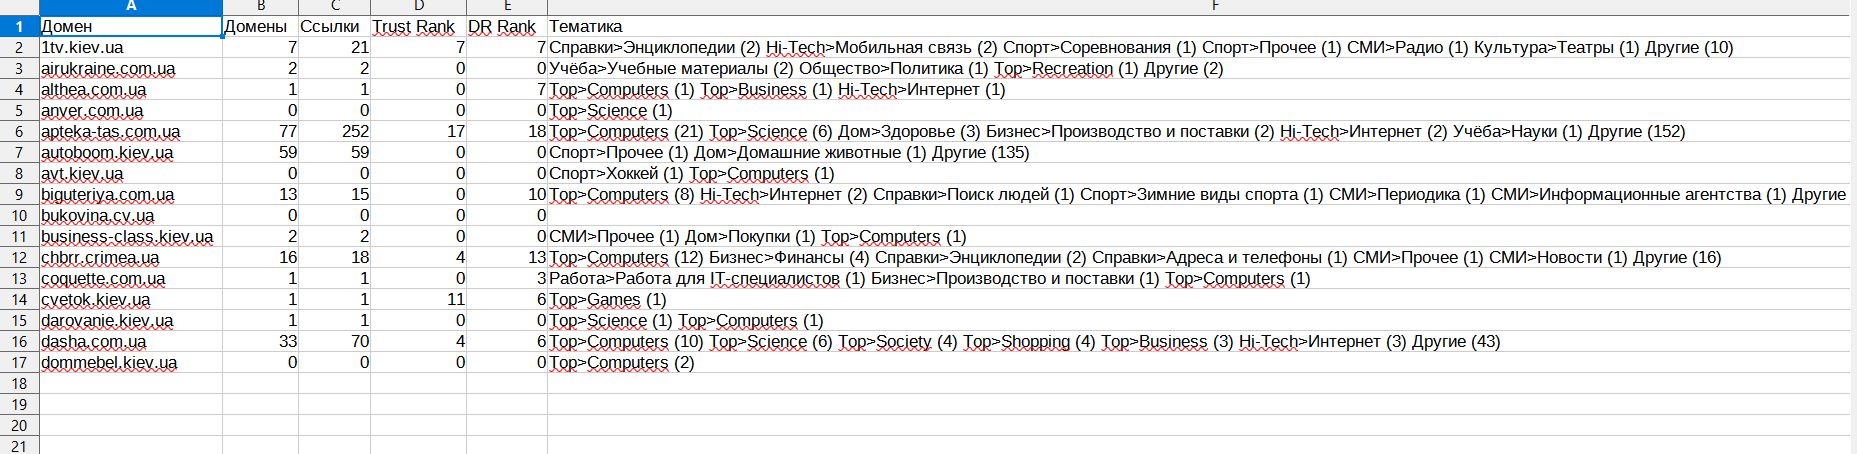 A B C D E F
1 Домен Домены Ссылки Trust Rank DR Rank Тематика
2 1tv.kiev.ua 7 21 7 7 Справки>Энциклопедии (2) Hi-Tech>Мобильная связь (2) Спорт>Соревнования (1) Спорт>Прочее (1) СМИ>Радио (1) Культура>Театры (1) Другие (10)
3 airukraine.com.ua 2 2 0 0 Учёба>Учебные материалы (2) Общество>Политика (1) Top>Recreation (1) Другие (2)
4 althea.com.ua 1 1 0 7 Top>Computers (1) Top>Business (1) Hi-Tech>Интернет (1)
5 anver.com.ua 0 0 0 0 Top>Science (1)
6 apteka-tas.com.ua 77 252 17 18 Top>Computers (21) Top>Science (6) Дом>Здоровье (3) Бизнес>Производство и поставки (2) Hi-Tech>Интернет (2) Учёба>Науки (1) Другие (152)
7 autoboom.kiev.ua 59 59 0 0 Спорт>Прочее (1) Дом>Домашние животные (1) Другие (135)
8 avt.kiev.ua 0 0 0 0 Спорт>Хоккей (1) Top>Computers (1)
9 biguteriya.com.ua 13 15 0 10 Top>Computers (8) Hi-Tech>Интернет (2) Справки>Поиск людей (1) Спорт>Зимние виды спорта (1) СМИ>Периодика (1) СМИ>Информационные агентства (1) Другие
10 bukovina.cv.ua 0 0 0 0
11 business-class.kiev.ua 2 2 0 0 СМИ>Прочее (1) Дом>Покупки (1) Top>Computers (1)
12 chbrr.crimea.ua 16 18 4 13 Top>Computers (12) Бизнес>Финансы (4) Справки>Энциклопедии (2) Справки>Адреса и телефоны (1) СМИ>Прочее (1) СМИ>Новости (1) Другие (16)
13 coquette.com.ua 1 1 0 3 Работа>Работа для IT-специалистов (1) Бизнес>Производство и поставки (1) Top>Computers (1)
14 cvetok.kiev.ua 1 1 11 6 Top>Games (1)
15 darovanie.kiev.ua 1 1 0 0 Top>Science (1) Top>Computers (1)
16 dasha.com.ua 33 70 4 6 Top>Computers (10) Top>Science (6) Top>Society (4) Top>Shopping (4) Top>Business (3) Hi-Tech>Интернет (3) Другие (43)
17 dommebel.kiev.ua 0 0 0 0 Top>Computers (2)
18
19
20
21